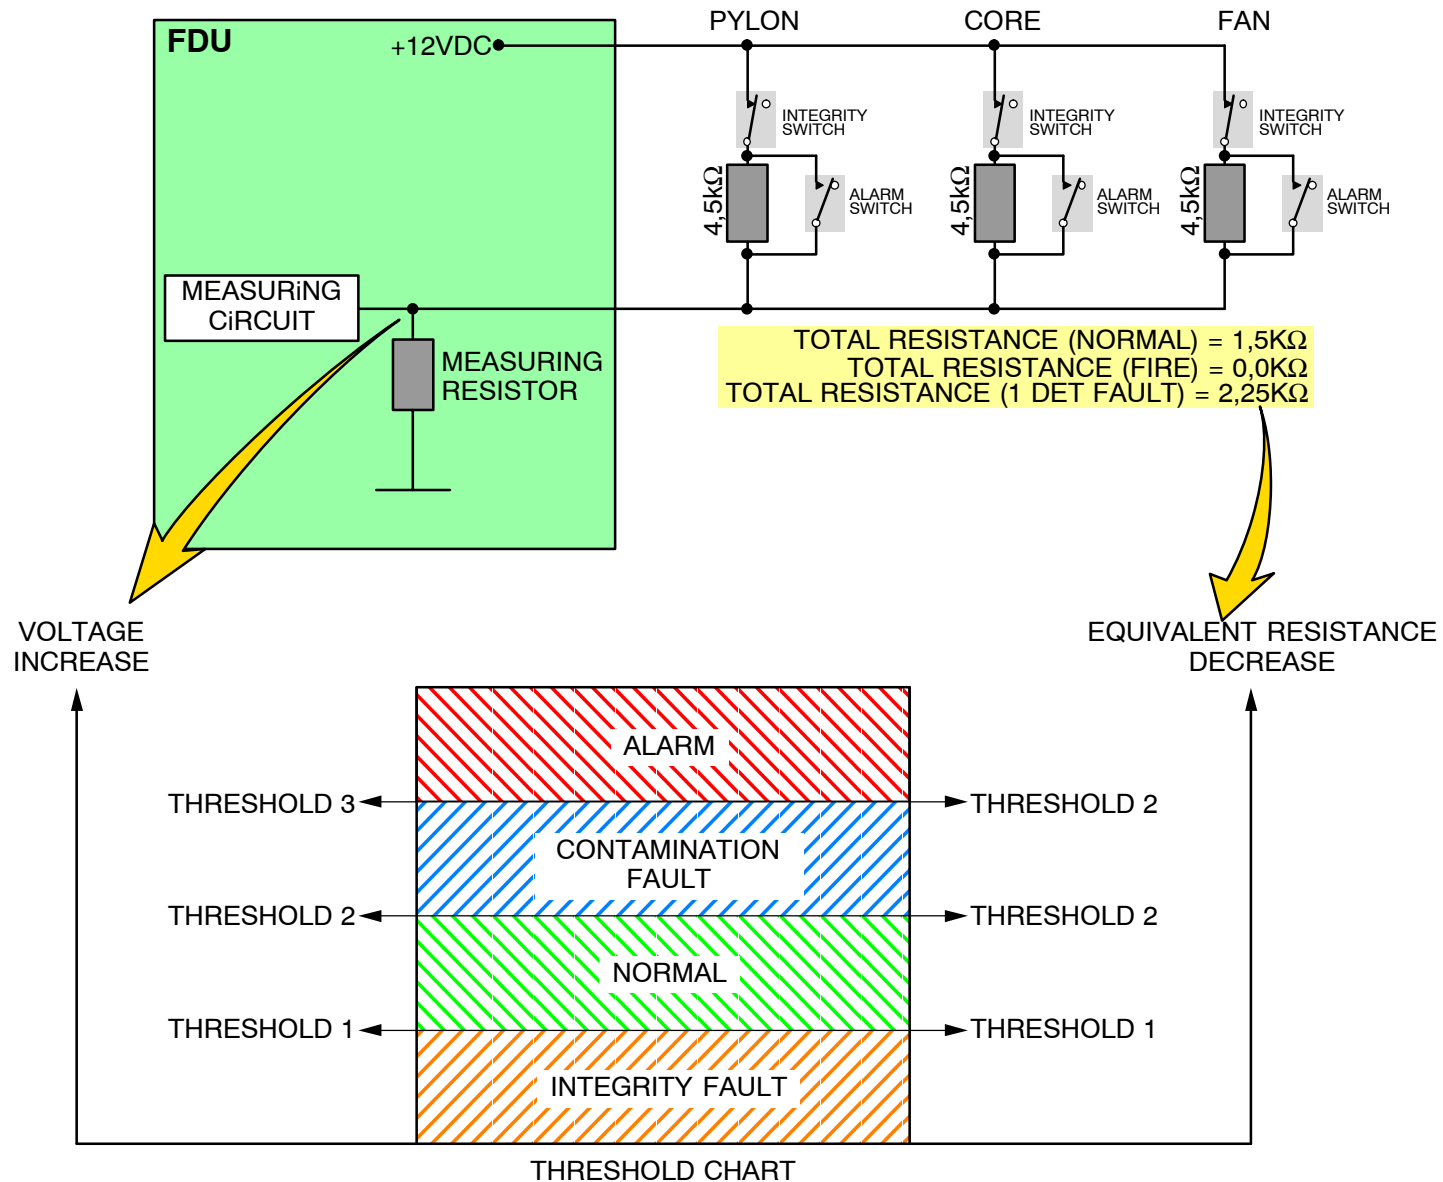 FDU
+12VDC
PYLON
CORE
FAN
INTEGRITY
SWITCH
INTEGRITY
SWITCH
INTEGRITY
SWITCH
4,5kΩ
ALARM
SWITCH
4,5kΩ
ALARM
SWITCH
4,5kΩ
ALARM
SWITCH
MEASURiNG
CiRCUIT
MEASURING
RESISTOR
TOTAL RESISTANCE (NORMAL) = 1,5KΩ
TOTAL RESISTANCE (FIRE) = 0,0KΩ
TOTAL RESISTANCE (1 DET FAULT) = 2,25KΩ
VOLTAGE
INCREASE
EQUIVALENT RESISTANCE
DECREASE
ALARM
THRESHOLD 3
THRESHOLD 2
CONTAMINATION
FAULT
THRESHOLD 2
THRESHOLD 2
NORMAL
THRESHOLD 1
THRESHOLD 1
INTEGRITY FAULT
THRESHOLD CHART